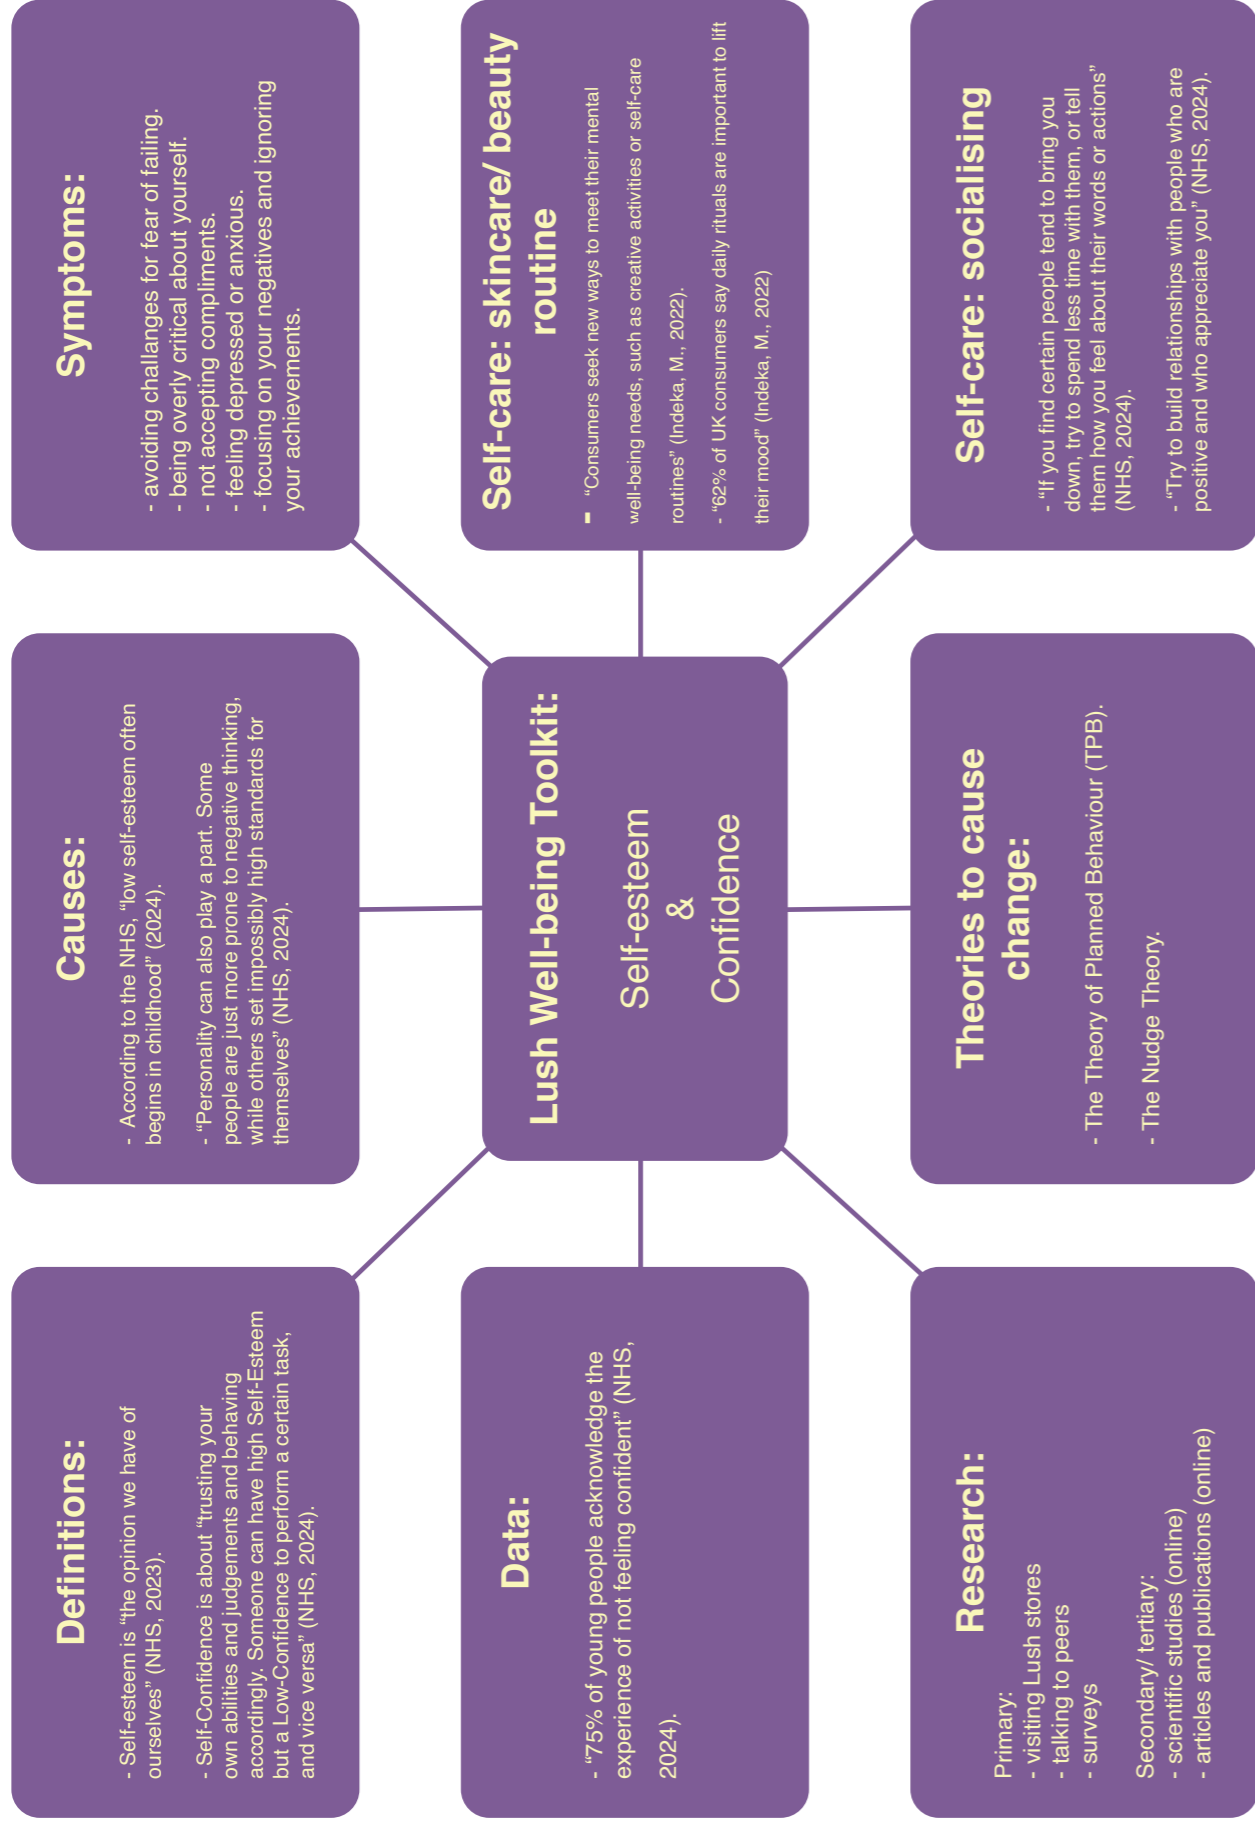 Definitions:
- Self-esteem is “the opinion we have of
ourselves” (NHS, 2023).
- Self-Confidence is about “trusting your
own abilities and judgements and behaving
accordingly. Someone can have high Self-Esteem
but a Low-Confidence to perform a certain task,
and vice versa” (NHS, 2024).
Causes:
- According to the NHS, “low self-esteem often
begins in childhood” (2024).
- “Personality can also play a part. Some
people are just more prone to negative thinking,
while others set impossibly high standards for
themselves” (NHS, 2024).
Symptoms:
- avoiding challanges for fear of failing.
- being overly critical about yourself.
- not accepting compliments.
- feeling depressed or anxious.
- focusing on your negatives and ignoring
your achievements.
Data:
- “75% of young people acknowledge the
experience of not feeling confident” (NHS,
2024).
Lush Well-being Toolkit:
Self-esteem
&
Confidence
Self-care: skincare/ beauty
routine
- “Consumers seek new ways to meet their mental
well-being needs, such as creative activities or self-care
routines” (Indeka, M., 2022).
- “62% of UK consumers say daily rituals are important to lift
their mood” (Indeka, M., 2022)
Research:
Primary:
- visiting Lush stores
- talking to peers
- surveys
Secondary/ tertiary:
- scientific studies (online)
- articles and publications (online)
Theories to cause
change:
- The Theory of Planned Behaviour (TPB).
- The Nudge Theory.
Self-care: socialising
- “If you find certain people tend to bring you
down, try to spend less time with them, or tell
them how you feel about their words or actions”
(NHS, 2024).
- “Try to build relationships with people who are
positive and who appreciate you” (NHS, 2024).